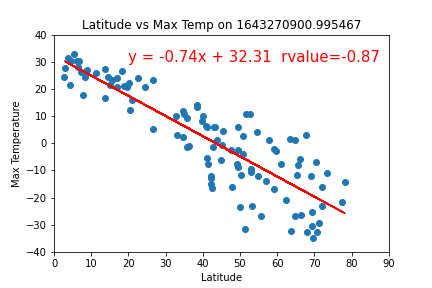 Latitude vs Max Temp on 1643270900.995467
y = -0.74x + 32.31  rvalue=-0.87
Max Temperature
40
30
20
10
0
−10
−20
−30
−40
0 10 20 30 40 50 60 70 80 90
Latitude